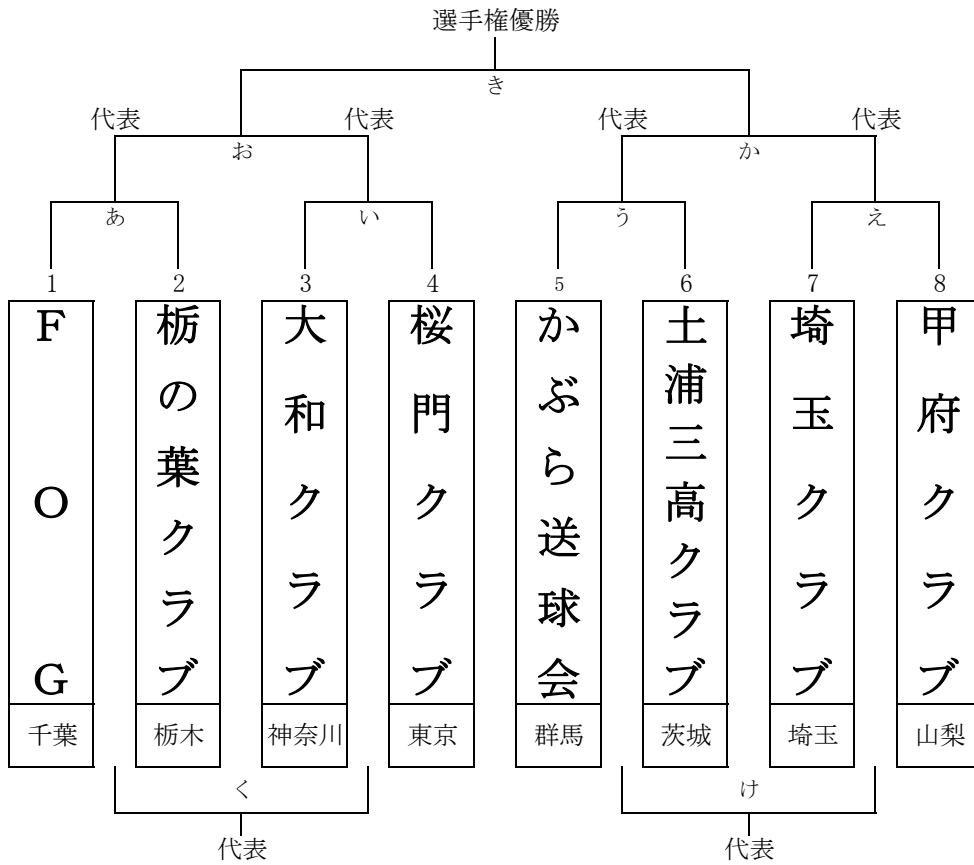 選手権優勝
き
代表 代表 代表 代表
お か
あ い う え
1 2 3 4 5 6 7 8
FOG
栃の葉クラブ
大和クラブ
桜門クラブ
かぶら送球会
土浦三高クラブ
埼玉クラブ
甲府クラブ
千葉 栃木 神奈川 東京 群馬 茨城 埼玉 山梨
く け
代表 代表